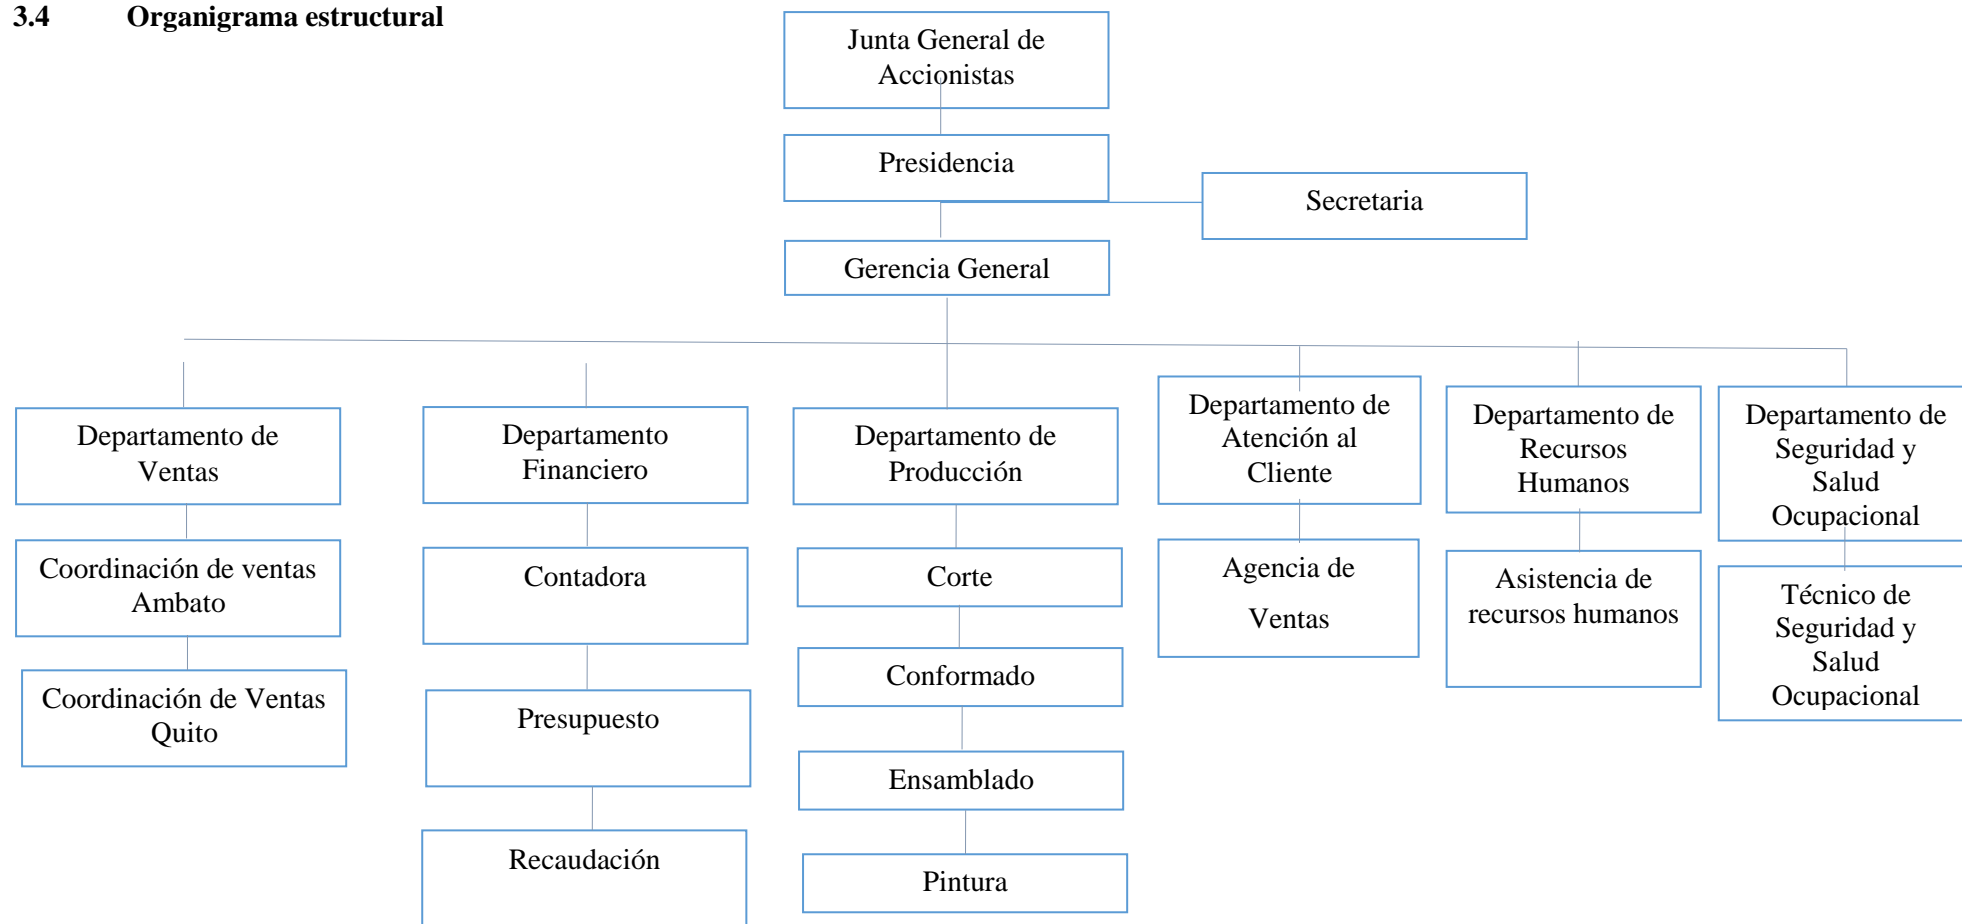 3.4 Organigrama estructural
Junta General de
Accionistas
Presidencia
Secretaria
Gerencia General
Departamento de
Ventas
Departamento
Financiero
Departamento de
Producción
Departamento de
Atención al
Cliente
Departamento de
Recursos
Humanos
Departamento de
Seguridad y
Salud
Ocupacional
Coordinación de ventas
Ambato
Contadora
Corte
Agencia de
Ventas
Asistencia de
recursos humanos
Técnico de
Seguridad y
Salud
Ocupacional
Conformado
Coordinación de Ventas
Quito
Presupuesto
Ensamblado
Recaudación
Pintura